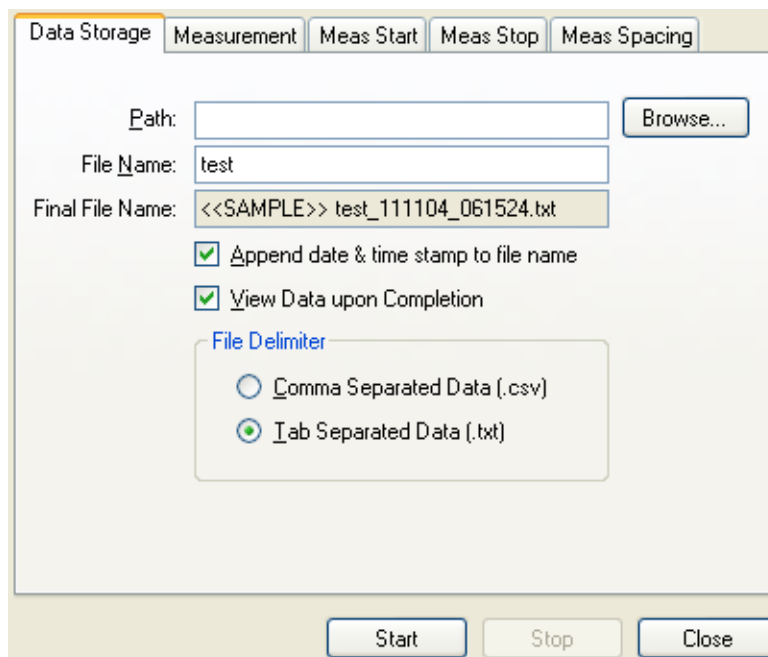 Data Storage Measurement Meas Start Meas Stop Meas Spacing
Path: Browse...
File Name: test
Final File Name: <<SAMPLE>> test_111104_061524.txt
Append date & time stamp to file name
View Data upon Completion
File Delimiter
Comma Separated Data (.csv)
Tab Separated Data (.txt)
Start Stop Close